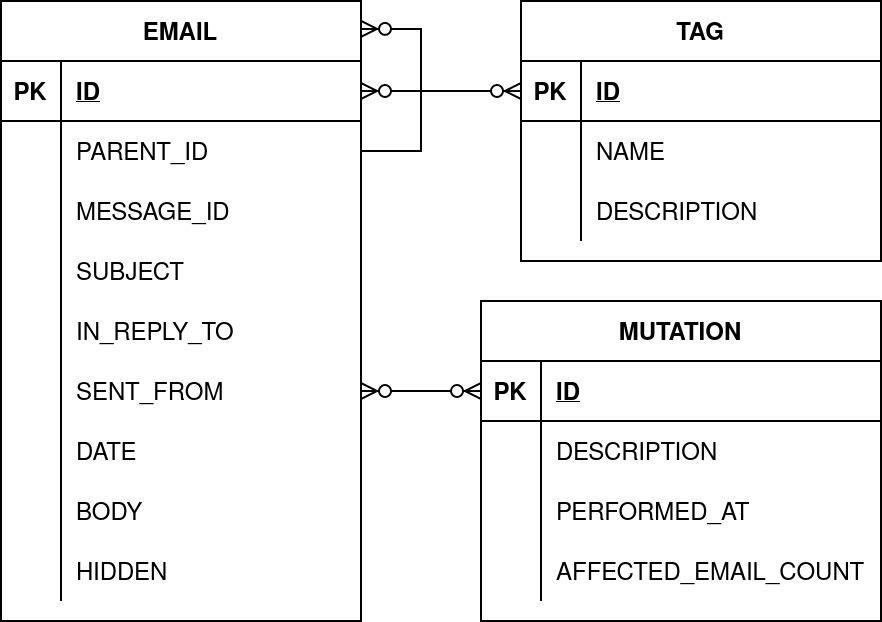 EMAIL
PK ID
PARENT_ID
MESSAGE_ID
SUBJECT
IN_REPLY_TO
SENT_FROM
DATE
BODY
HIDDEN
TAG
PK ID
NAME
DESCRIPTION
MUTATION
PK ID
DESCRIPTION
PERFORMED_AT
AFFECTED_EMAIL_COUNT